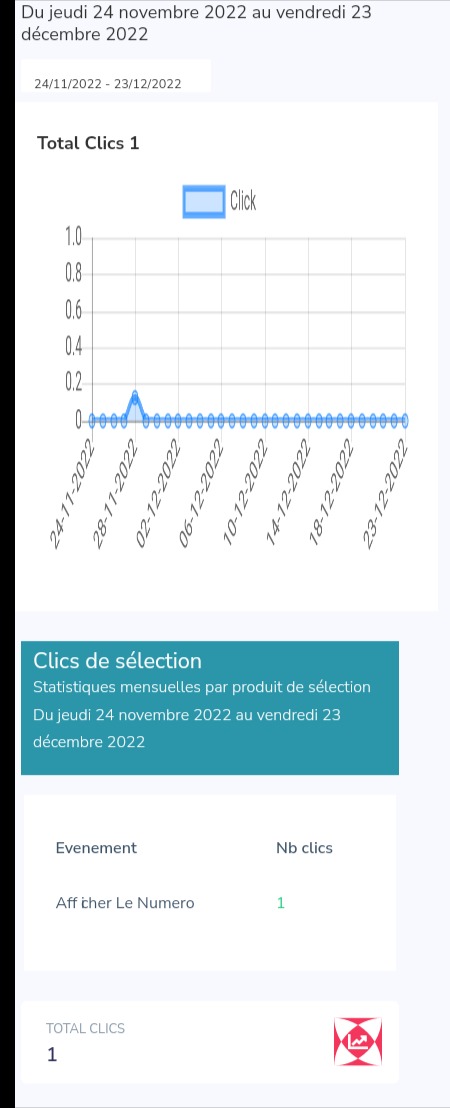 Du jeudi 24 novembre 2022 au vendredi 23
décembre 2022
24/11/2022 - 23/12/2022
Total Clics 1
Click
1.0
0.8
0.6
0.4
0.2
0
24-11-2022
28-11-2022
02-12-2022
06-12-2022
10-12-2022
14-12-2022
18-12-2022
23-12-2022
Clics de sélection
Statistiques mensuelles par produit de sélection
Du jeudi 24 novembre 2022 au vendredi 23
décembre 2022
Evenement Nb clics
Afficher Le Numero 1
TOTAL CLICS
1